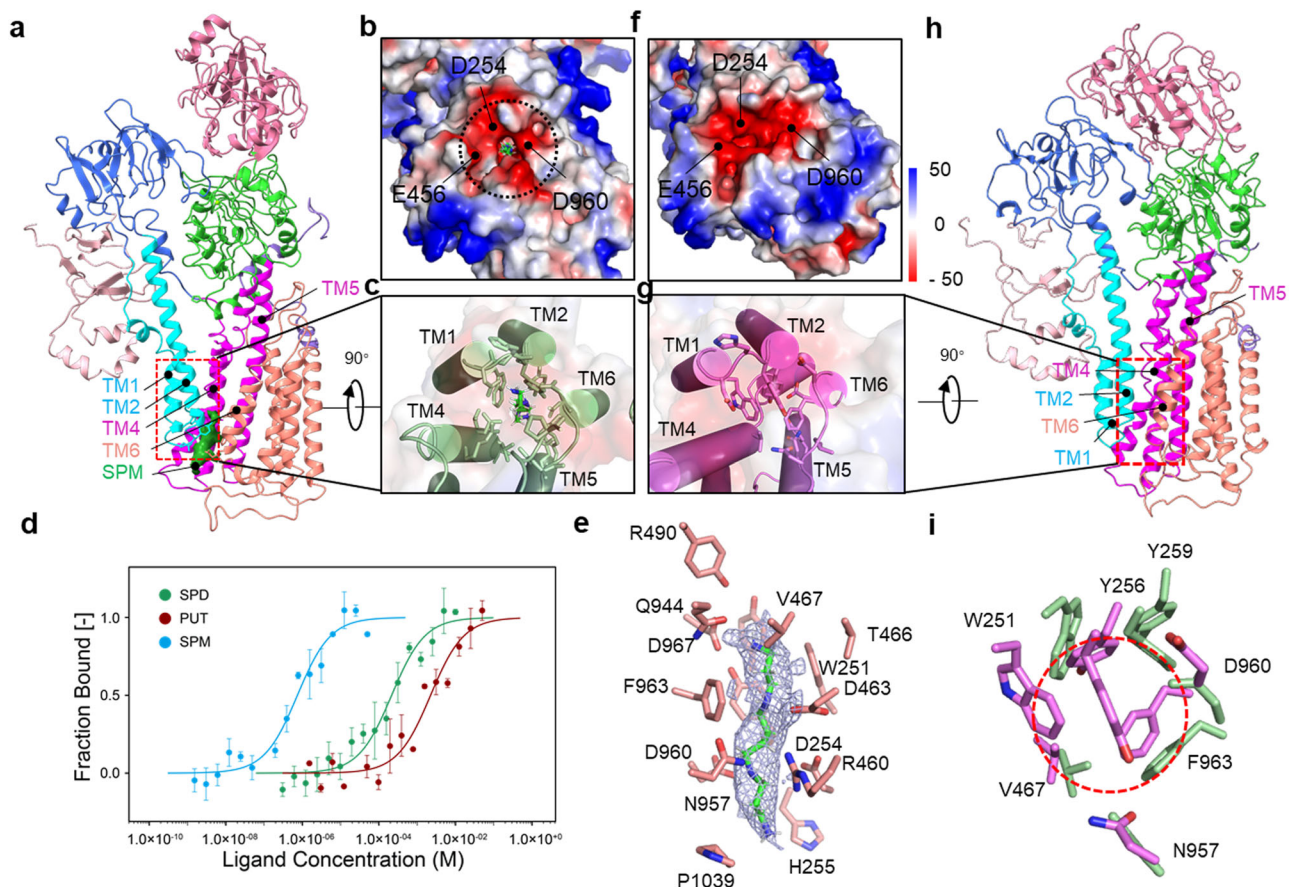 a
TM5
TM1
TM2
TM4
TM6
SPM
90°
b
D254
E456
D960
c
TM2
TM1
TM6
TM4
TM5
f
D254
E456
D960
50
0
- 50
g
TM2
TM1
TM6
TM4
TM5
90°
h
TM5
TM4
TM2
TM6
TM1
d
SPD
PUT
SPM
Fraction Bound [-]
1.0
0.5
0.0
1.0×10⁻¹⁰
1.0×10⁻⁰⁸
1.0×10⁻⁰⁶
1.0×10⁻⁰⁴
1.0×10⁻⁰²
1.0×10⁺⁰
Ligand Concentration (M)
e
R490
V467
Q944
T466
D967
W251
F963
D463
D254
D960
R460
N957
H255
P1039
i
Y259
Y256
W251
D960
F963
V467
N957